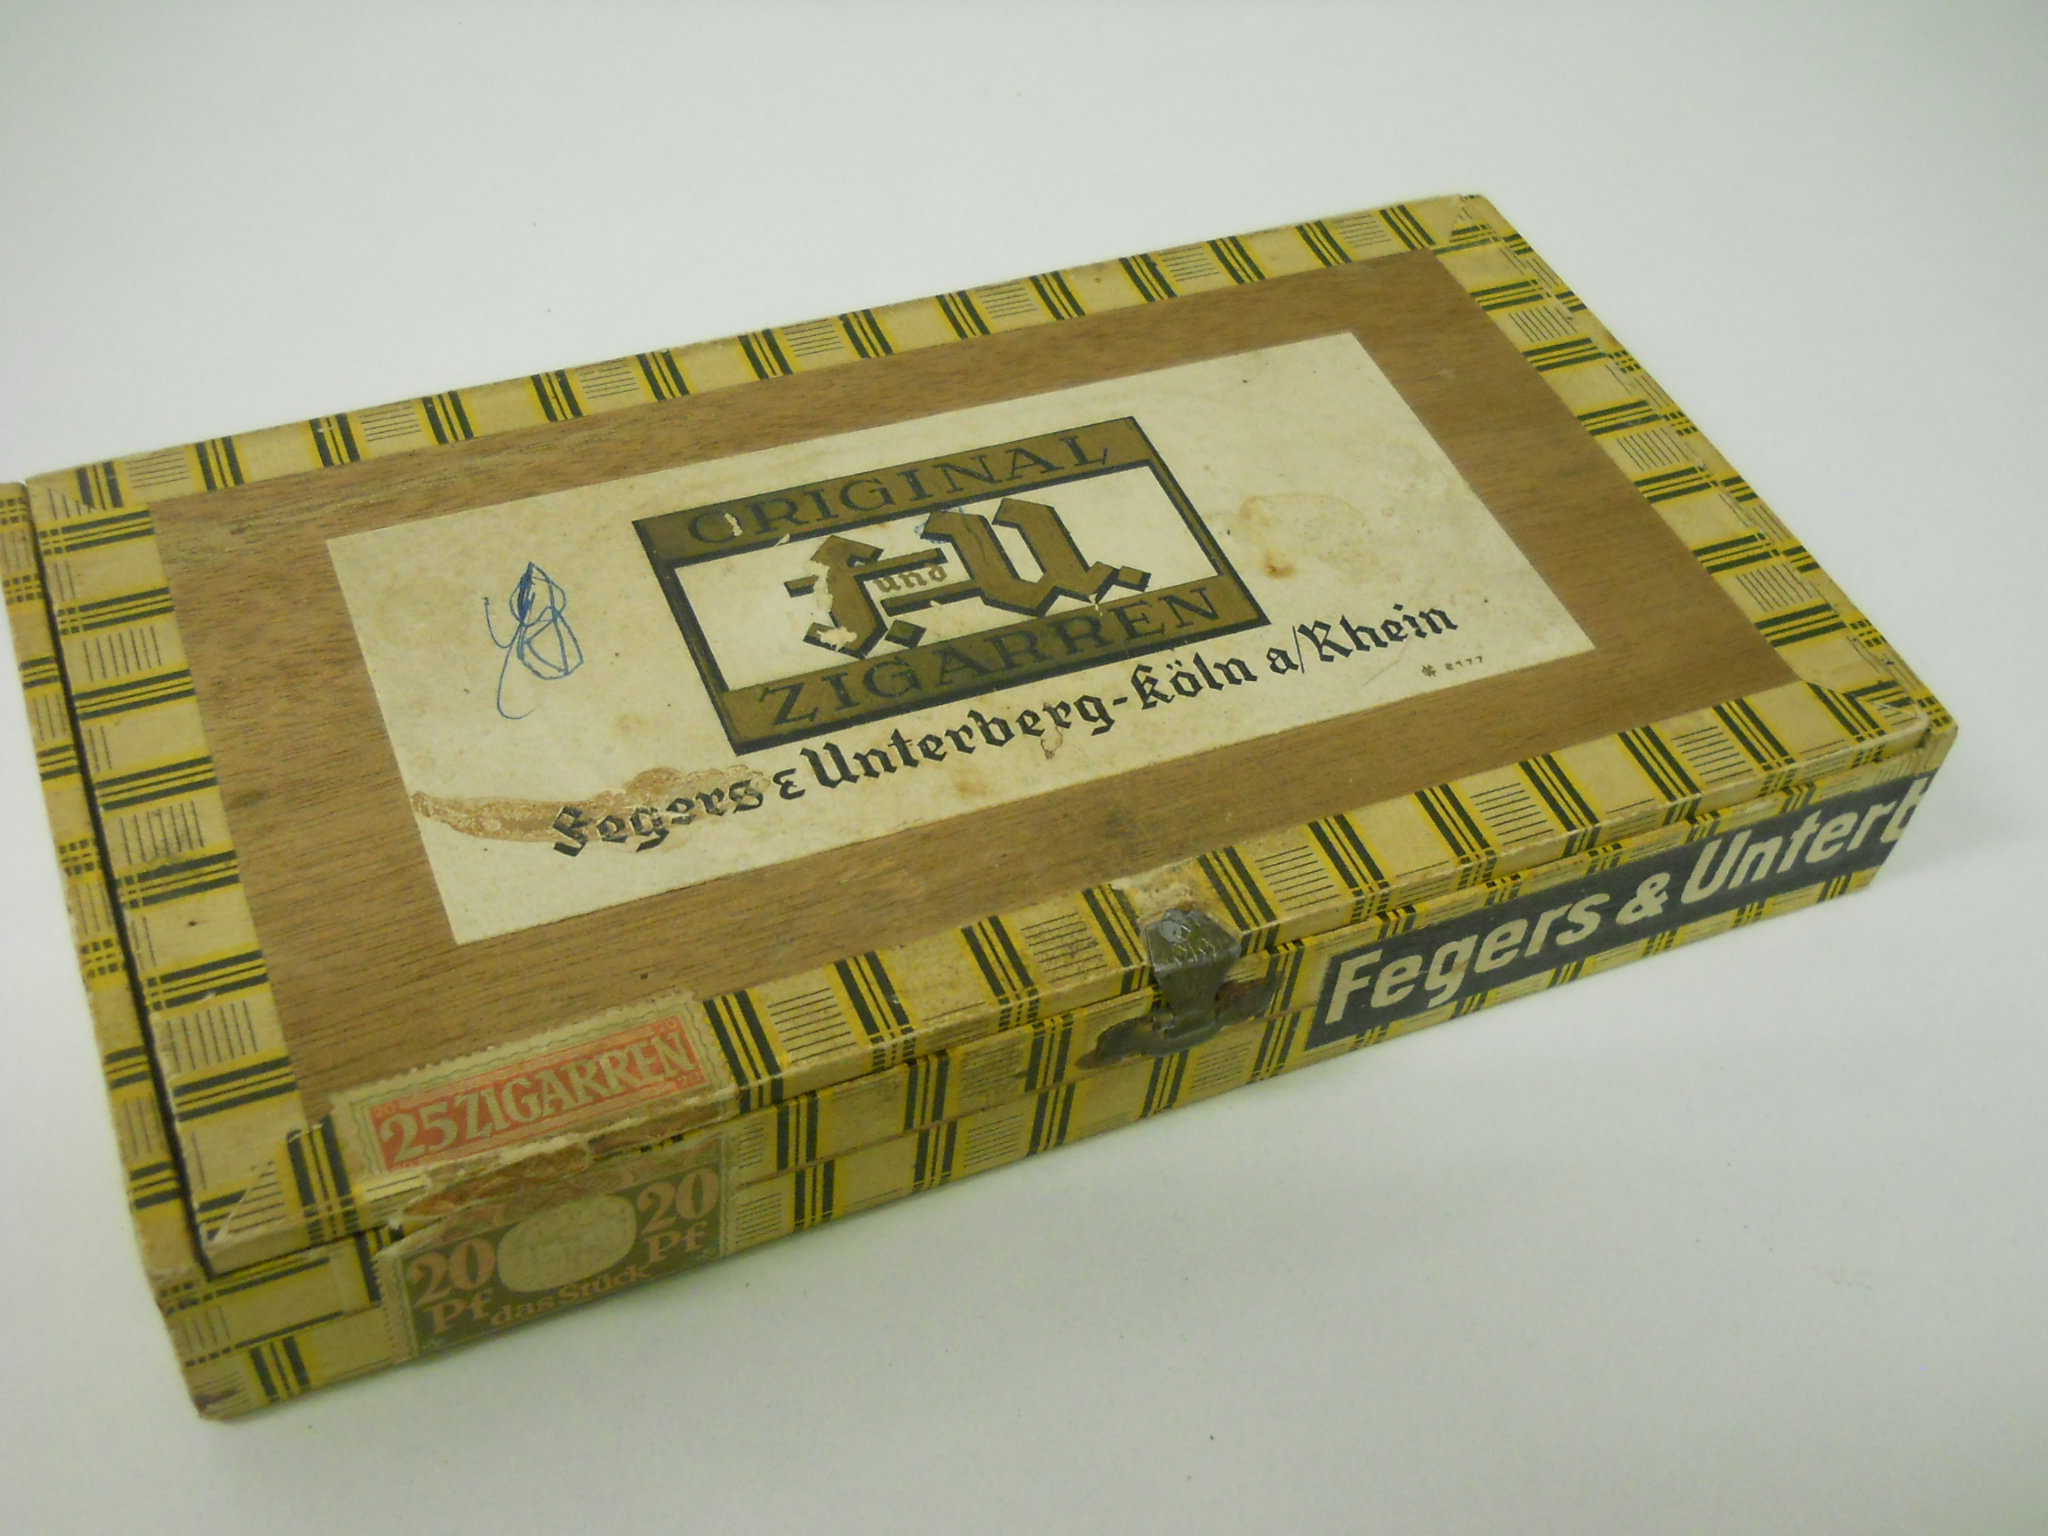 ORIGINAL
F. und U.
ZIGARREN
Fegers & Unterberg-Köln a/Rhein
✻ 2177
Fegers & Unterb
25 ZIGARREN
20 20
Pf das Stück Pf